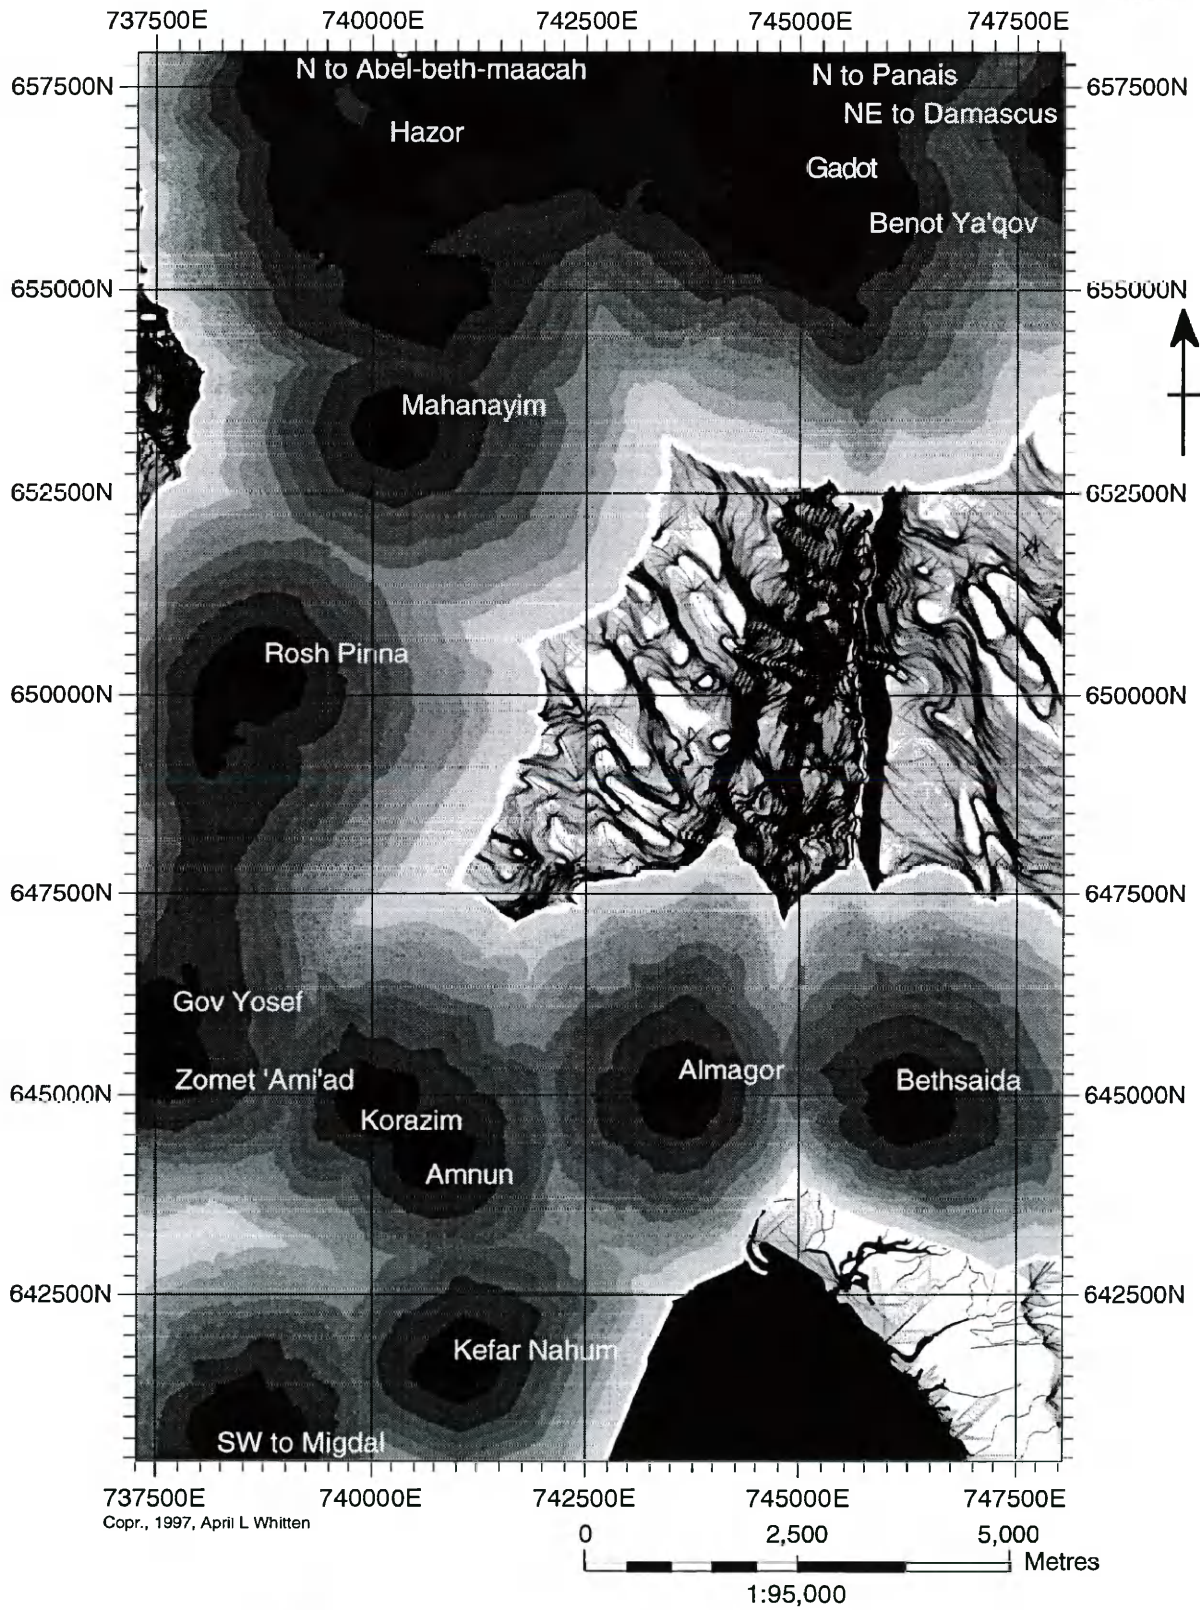 737500E 740000E 742500E 745000E 747500E
N to Abel-beth-maacah
N to Panais
657500N 657500N
NE to Damascus
Hazor
Gadot
Benot Ya'qov
655000N 655000N
Mahanayim
652500N 652500N
Rosh Pinna
650000N 650000N
647500N 647500N
Gov Yosef
Almagor
Zomet 'Ami'ad
Bethsaida
645000N 645000N
Korazim
Amnun
642500N 642500N
Kefar Nahum
SW to Migdal
737500E 740000E 742500E 745000E 747500E
Copr., 1997, April L Whitten
0 2,500 5,000
Metres
1:95,000